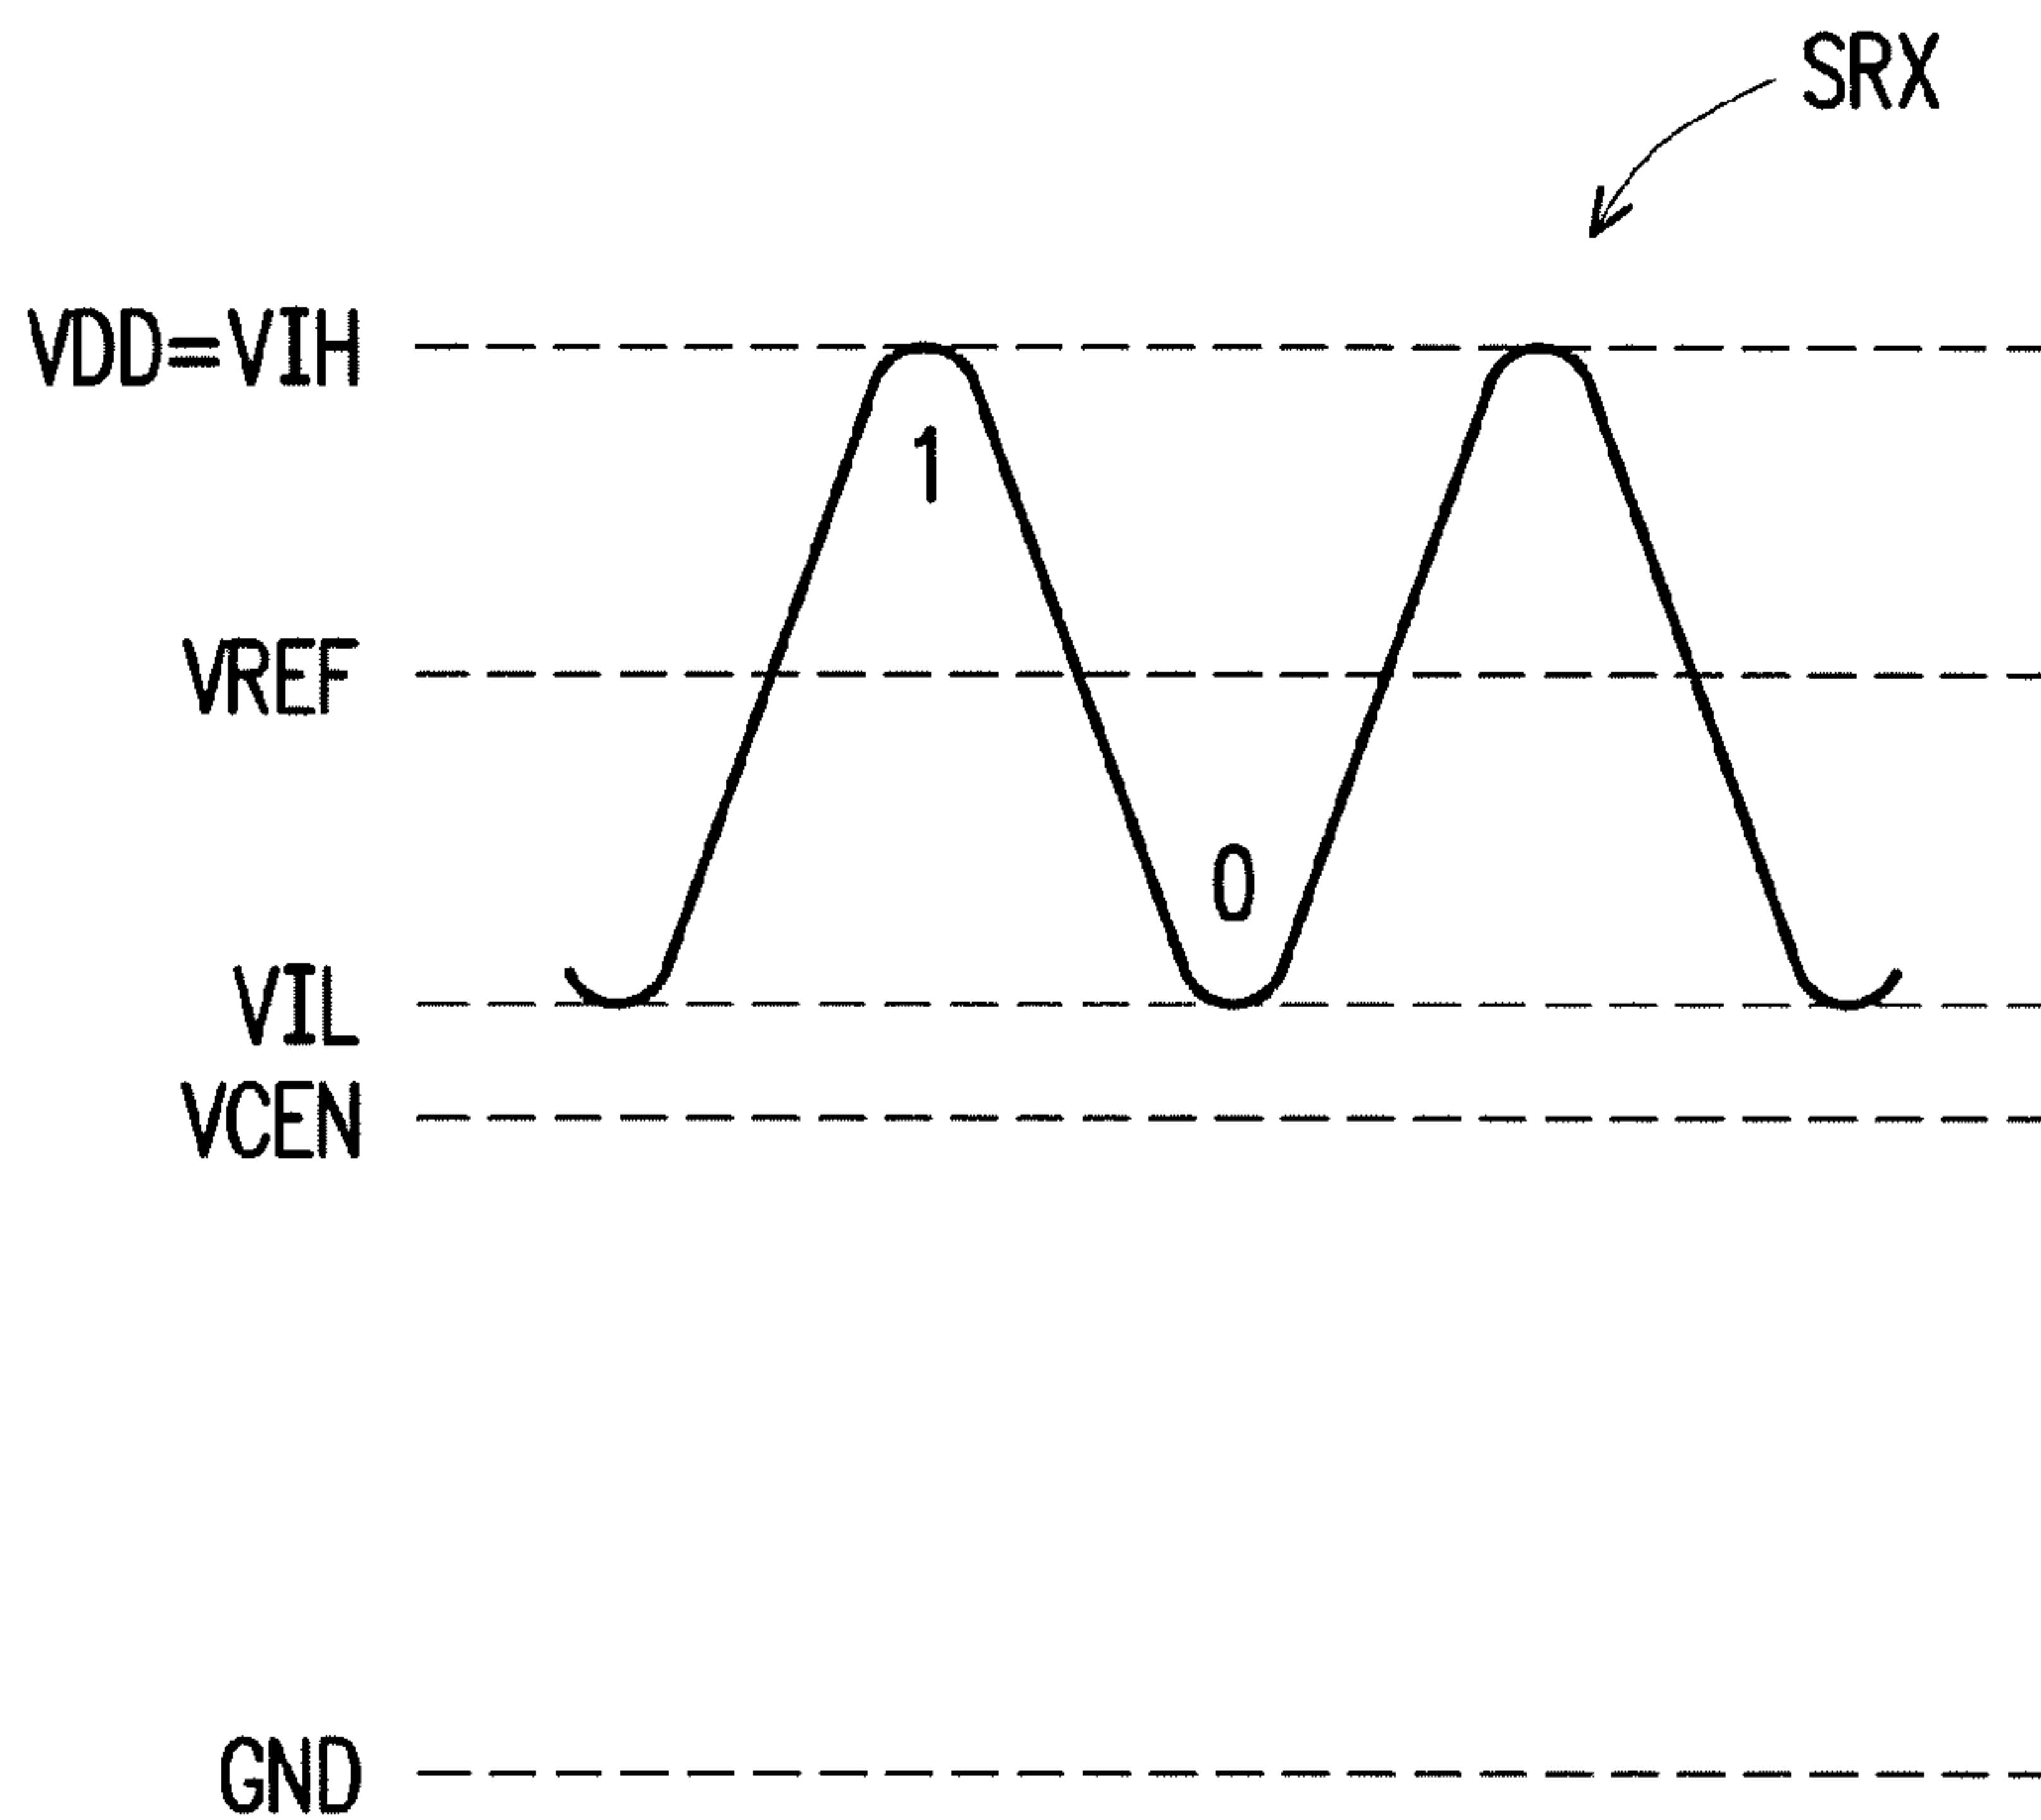 SRX
VDD=VIH
1
VREF
0
VIL
VCEN
GND